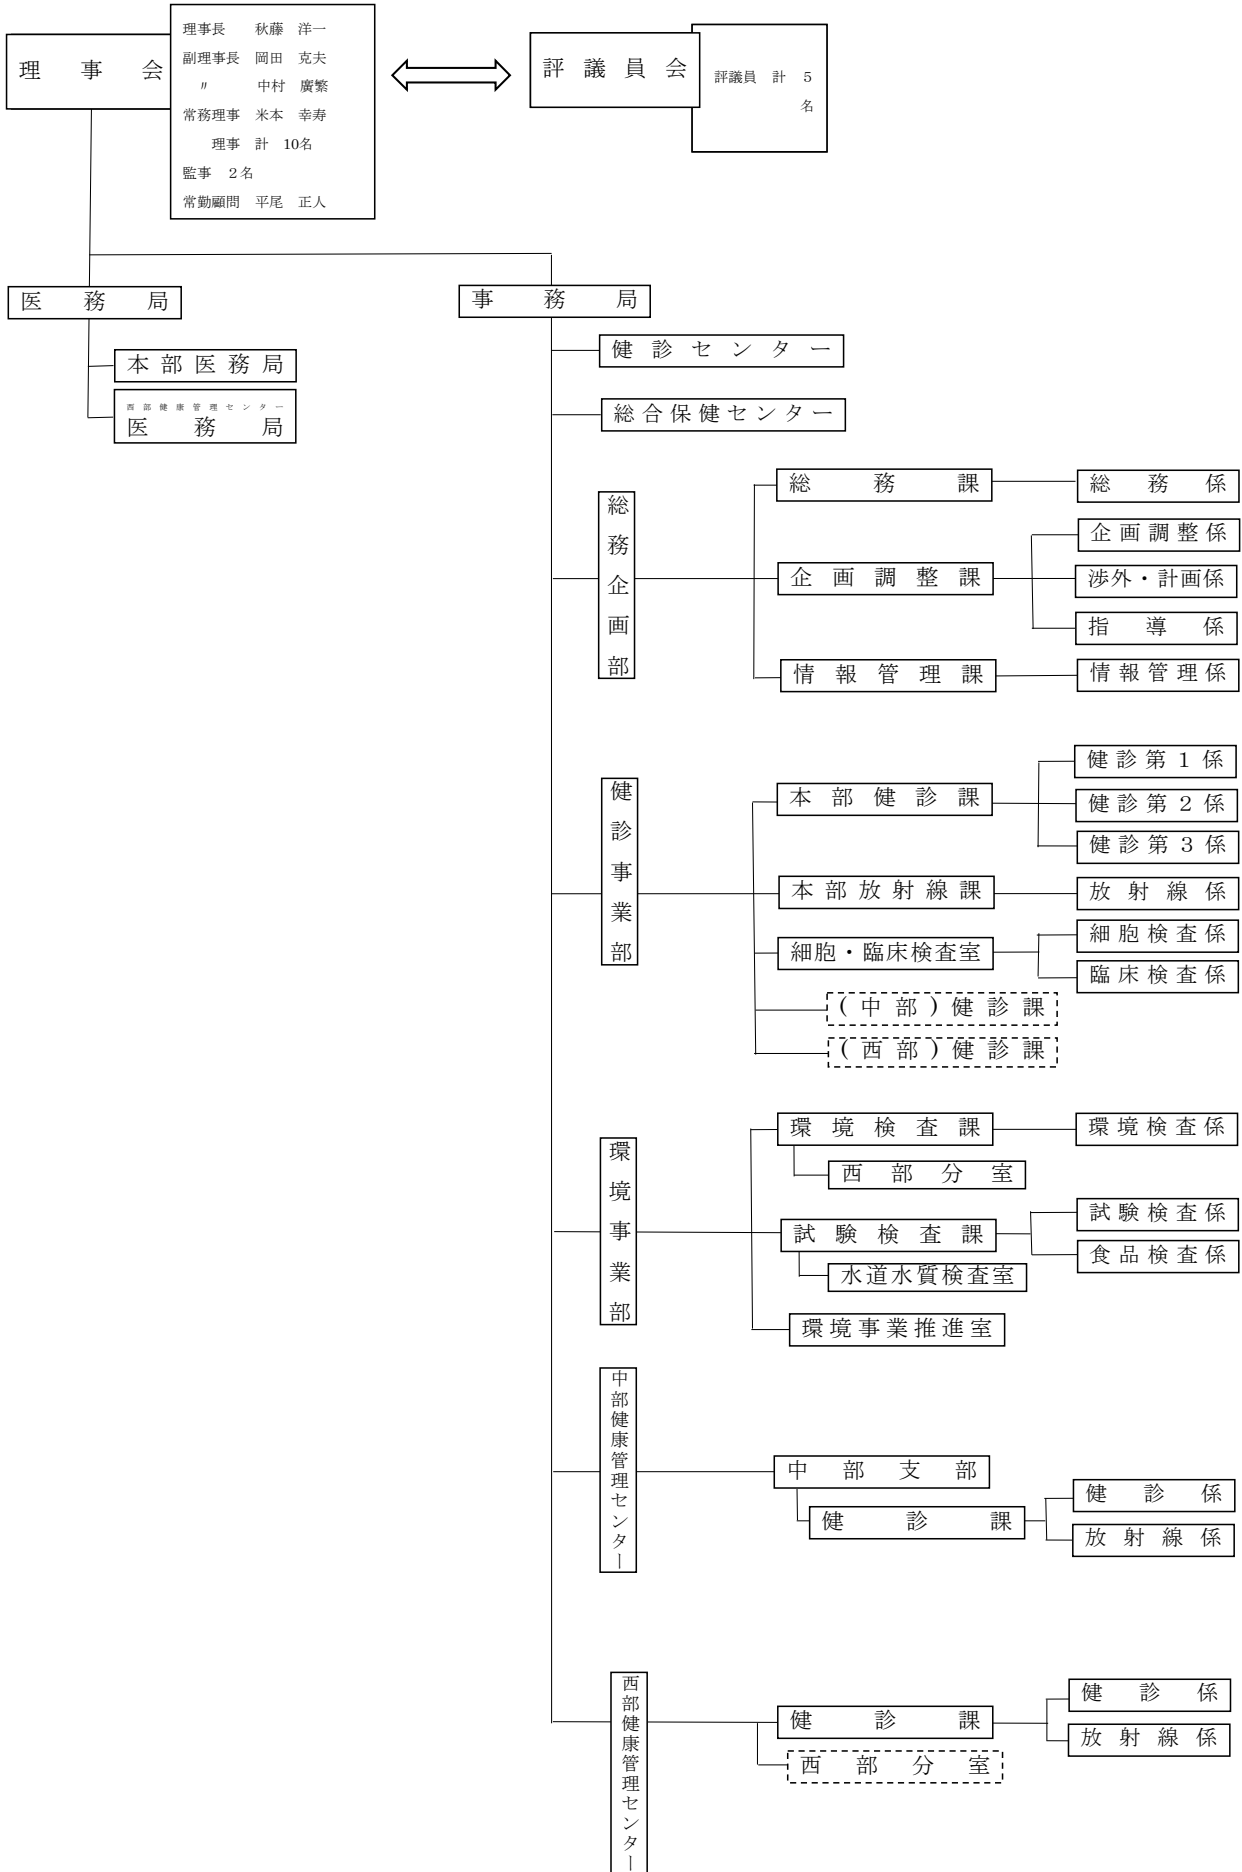 理事会
理事長 秋藤 洋一
副理事長 岡田 克夫
〃 中村 廣繁
常務理事 米本 幸寿
理事 計 10名
監事 2名
常勤顧問 平尾 正人
評議員会
評議員 計 5
名
医務局
本部医務局
西部健康管理センター
医務局
事務局
健診センター
総合保健センター
総務企画部
総務課
総務係
企画調整課
企画調整係
渉外・計画係
指導係
情報管理課
情報管理係
健診事業部
本部健診課
健診第1係
健診第2係
健診第3係
本部放射線課
放射線係
細胞・臨床検査室
細胞検査係
臨床検査係
(中部)健診課
(西部)健診課
環境事業部
環境検査課
環境検査係
西部分室
試験検査課
試験検査係
食品検査係
水道水質検査室
環境事業推進室
中部健康管理センター
中部支部
健診課
健診係
放射線係
西部健康管理センター
健診課
健診係
放射線係
西部分室